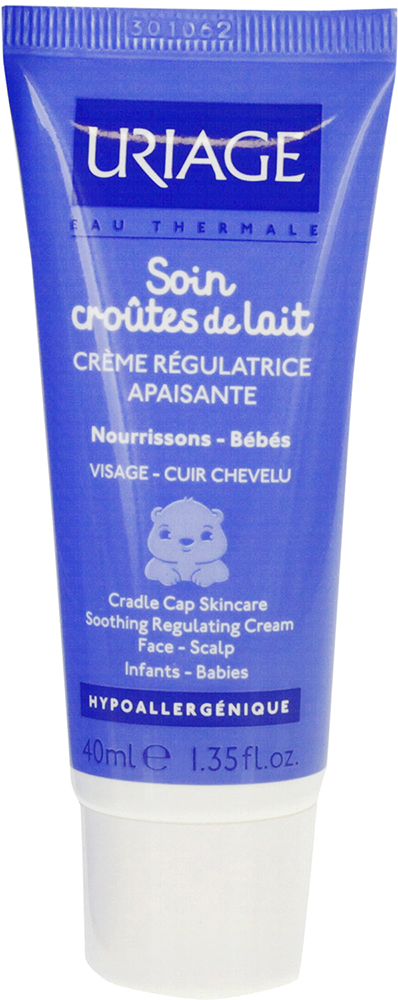 301062
URIAGE
EAU THERMALE
Soin
croûtes de lait
CRÈME RÉGULATRICE
APAISANTE
Nourrissons - Bébés
VISAGE - CUIR CHEVELU
Cradle Cap Skincare
Soothing Regulating Cream
Face - Scalp
Infants - Babies
HYPOALLERGÉNIQUE
40ml ℮ 1.35fl.oz.